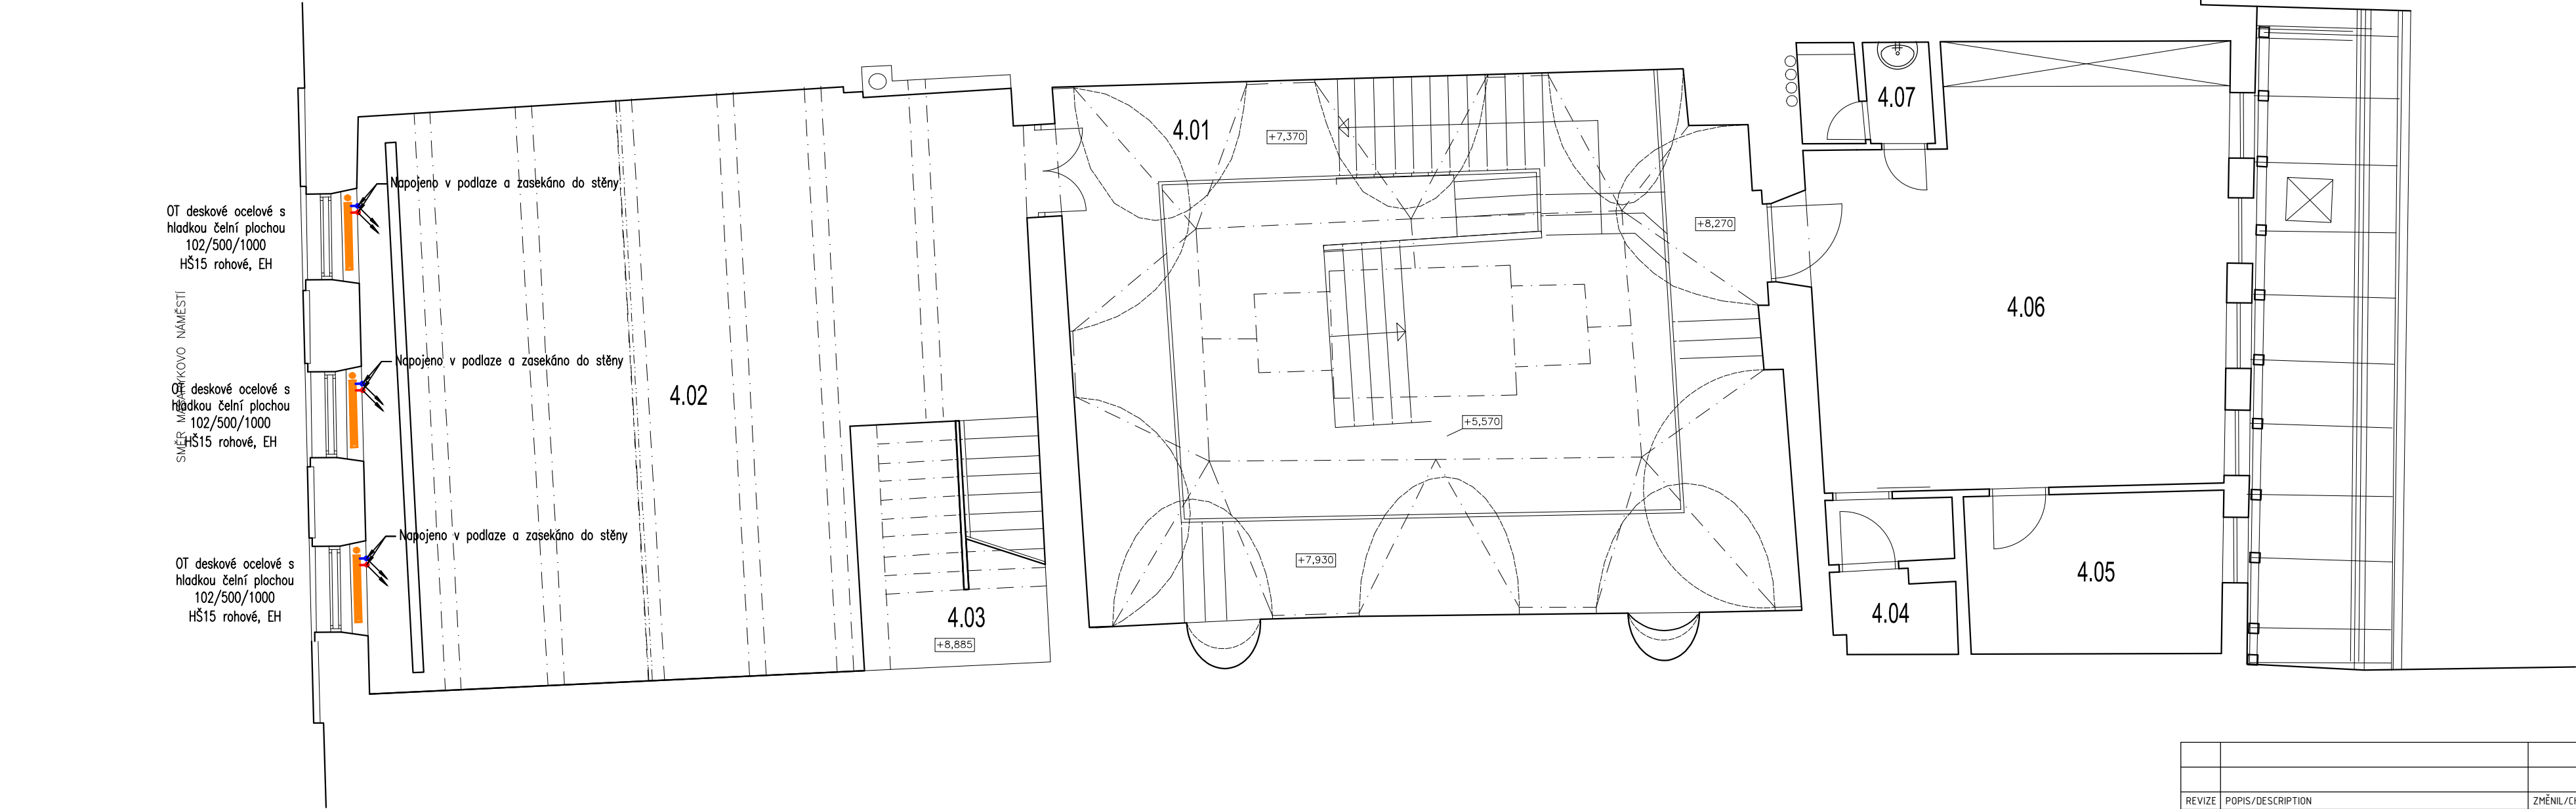 OT deskové ocelové s
hladkou čelní plochou
102/500/1000
HŠ15 rohové, EH
Napojeno v podlaze a zasekáno do stěny
SMĚR MASARYKOVO NÁMĚSTÍ
OT deskové ocelové s
hladkou čelní plochou
102/500/1000
HŠ15 rohové, EH
Napojeno v podlaze a zasekáno do stěny
OT deskové ocelové s
hladkou čelní plochou
102/500/1000
HŠ15 rohové, EH
Napojeno v podlaze a zasekáno do stěny
4.02
4.03
+8,885
4.01
+7,370
+8,270
+5,570
+7,930
4.07
4.06
4.05
4.04
REVIZE POPIS/DESCRIPTION